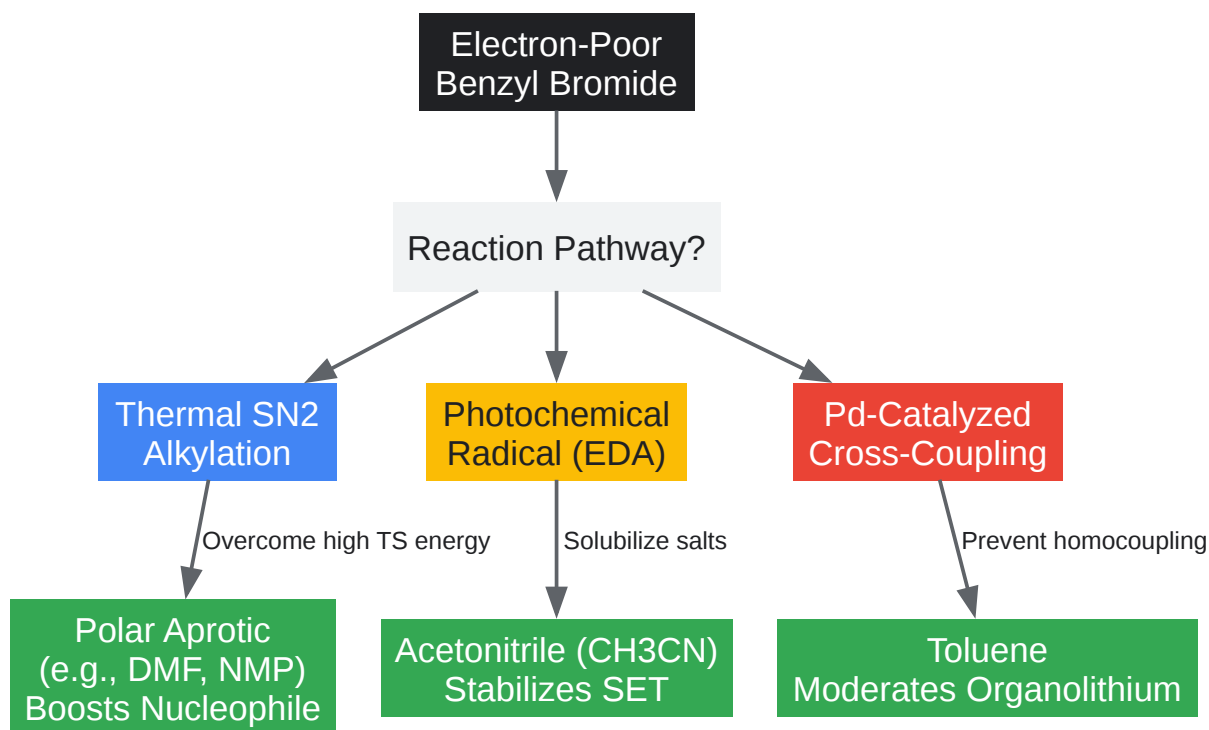 Electron-Poor
Benzyl Bromide
Reaction Pathway?
Thermal SN2
Alkylation
Photochemical
Radical (EDA)
Pd-Catalyzed
Cross-Coupling
Overcome high TS energy
Solubilize salts
Prevent homocoupling
Polar Aprotic
(e.g., DMF, NMP)
Boosts Nucleophile
Acetonitrile (CH3CN)
Stabilizes SET
Toluene
Moderates Organolithium